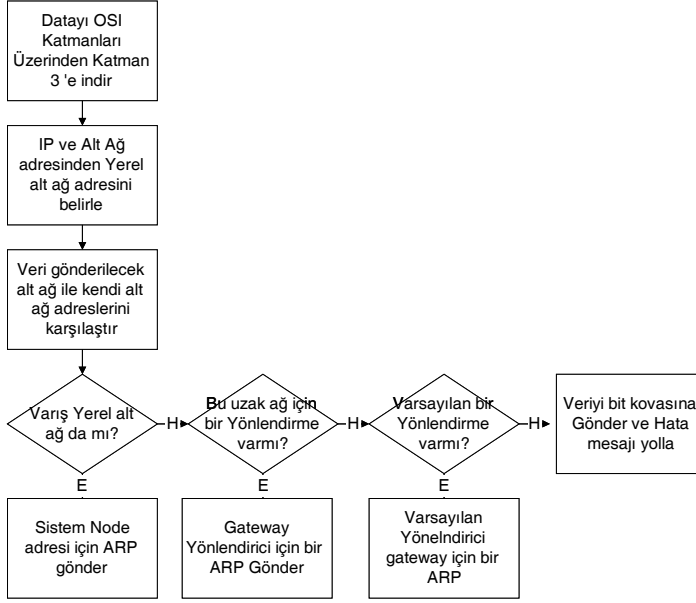 Datayı OSI
Katmanları
Üzerinden Katman
3 'e indir
IP ve Alt Ağ
adresinden Yerel
alt ağ adresini
belirle
Veri gönderilecek
alt ağ ile kendi alt
ağ adreslerini
karşılaştır
Varış Yerel alt
ağ da mı?
H
Bu uzak ağ için
bir Yönlendirme
varmı?
H
Varsayılan bir
Yönlendirme
varmı?
H
Veriyi bit kovasına
Gönder ve Hata
mesajı yolla
E
E
E
Sistem Node
adresi için ARP
gönder
Gateway
Yönlendirici için bir
ARP Gönder
Varsayılan
Yönelndirici
gateway için bir
ARP